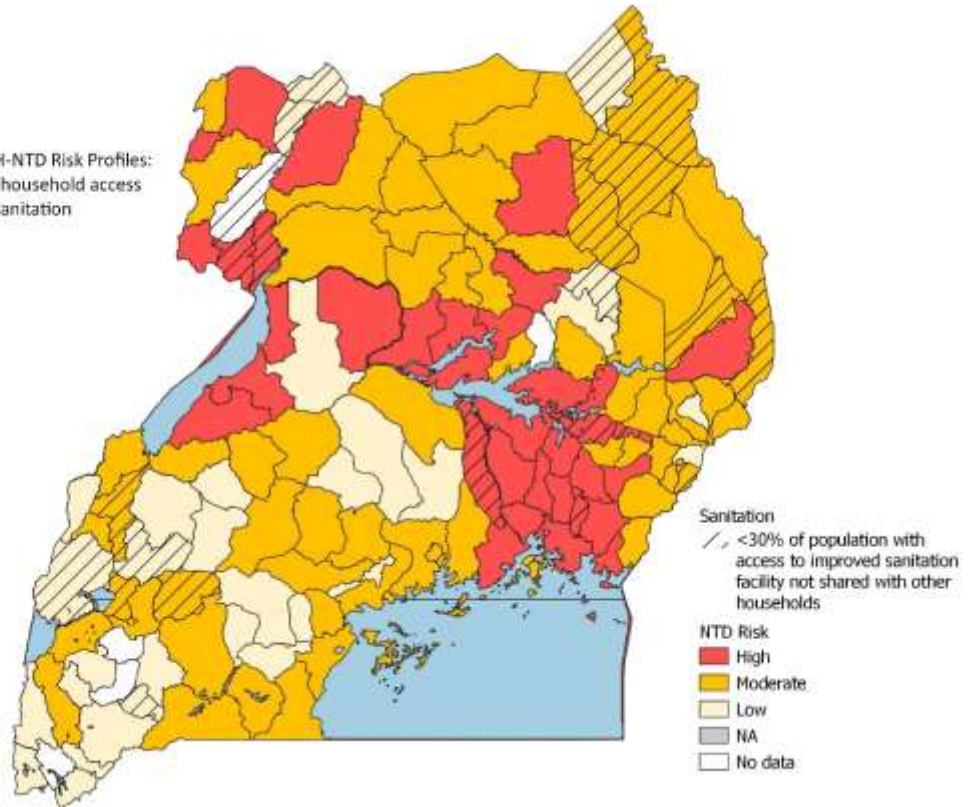 H-NTD Risk Profiles:
household access
sanitation
Sanitation
<30% of population with
access to improved sanitation
facility not shared with other
households
NTD Risk
High
Moderate
Low
NA
No data